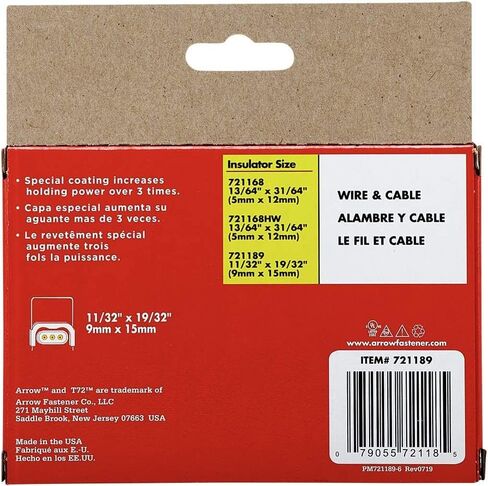 • Special coating increases
holding power over 3 times.
• Capa especial aumenta su
aguante mas de 3 veces.
• Le revetêment spécial
augmente trois
fols la puissance.
Insulator Size
721168
13/64" x 31/64"
(5mm x 12mm)
721168HW
13/64" x 31/64"
(5mm x 12mm)
721189
11/32" x 19/32"
(9mm x 15mm)
WIRE & CABLE
ALAMBRE Y CABLE
LE FIL ET CABLE
11/32" x 19/32"
9mm x 15mm
www.arrowfastener.com
ITEM# 721189
Arrow™ and T72™ are trademark of
Arrow Fastener Co., LLC
271 Mayhill Street
Saddle Brook, New Jersey 07663 USA
Made in the USA
Fabriqué aux E.-U.
Hecho en los EE.UU.
0 79055 72118 5
PM721189-6 Rev0719